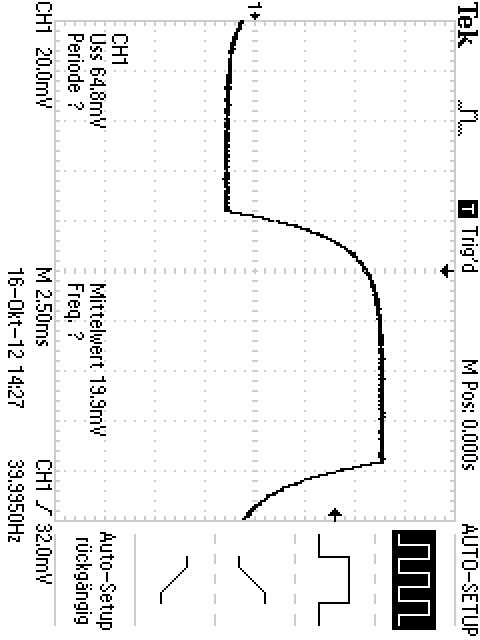 Tek
T Trig'd
M Pos: 0.000s
AUTO-SETUP
1
CH1
Uss 64.8mV
Periode ?
Mittelwert 19.9mV
Freq. ?
Auto-Setup
rückgängig
CH1 20.0mV
M 2.50ms
CH1 / 32.0mV
16-Okt-12 14:27
39.9950Hz